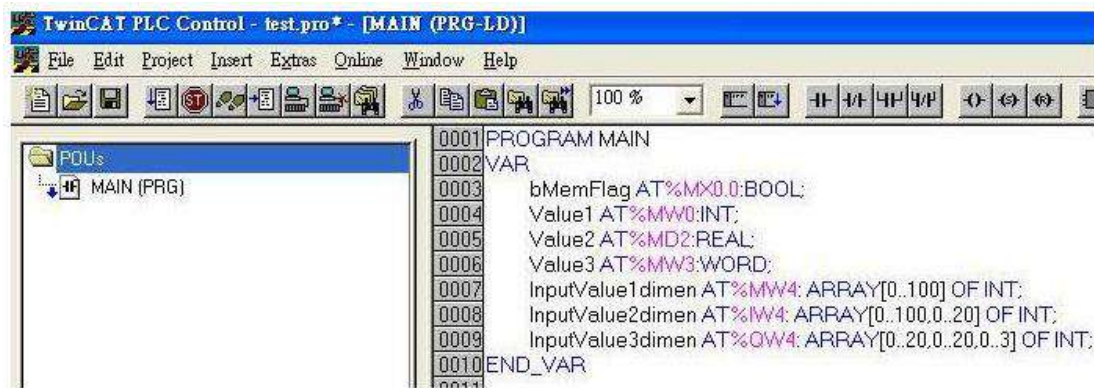 TwinCAT PLC Control - test.pro* - [MAIN (PRG-LD)]
File Edit Project Insert Extras Online Window Help
ST 100 %
POUs
MAIN (PRG)
0001 PROGRAM MAIN
0002 VAR
0003 bMemFlag AT%MX0.0:BOOL;
0004 Value1 AT%MW0:INT;
0005 Value2 AT%MD2:REAL;
0006 Value3 AT%MW3:WORD;
0007 InputValue1dimen AT%MW4: ARRAY[0..100] OF INT;
0008 InputValue2dimen AT%IW4: ARRAY[0..100,0..20] OF INT;
0009 InputValue3dimen AT%QW4: ARRAY[0..20,0..20,0..3] OF INT;
0010 END_VAR